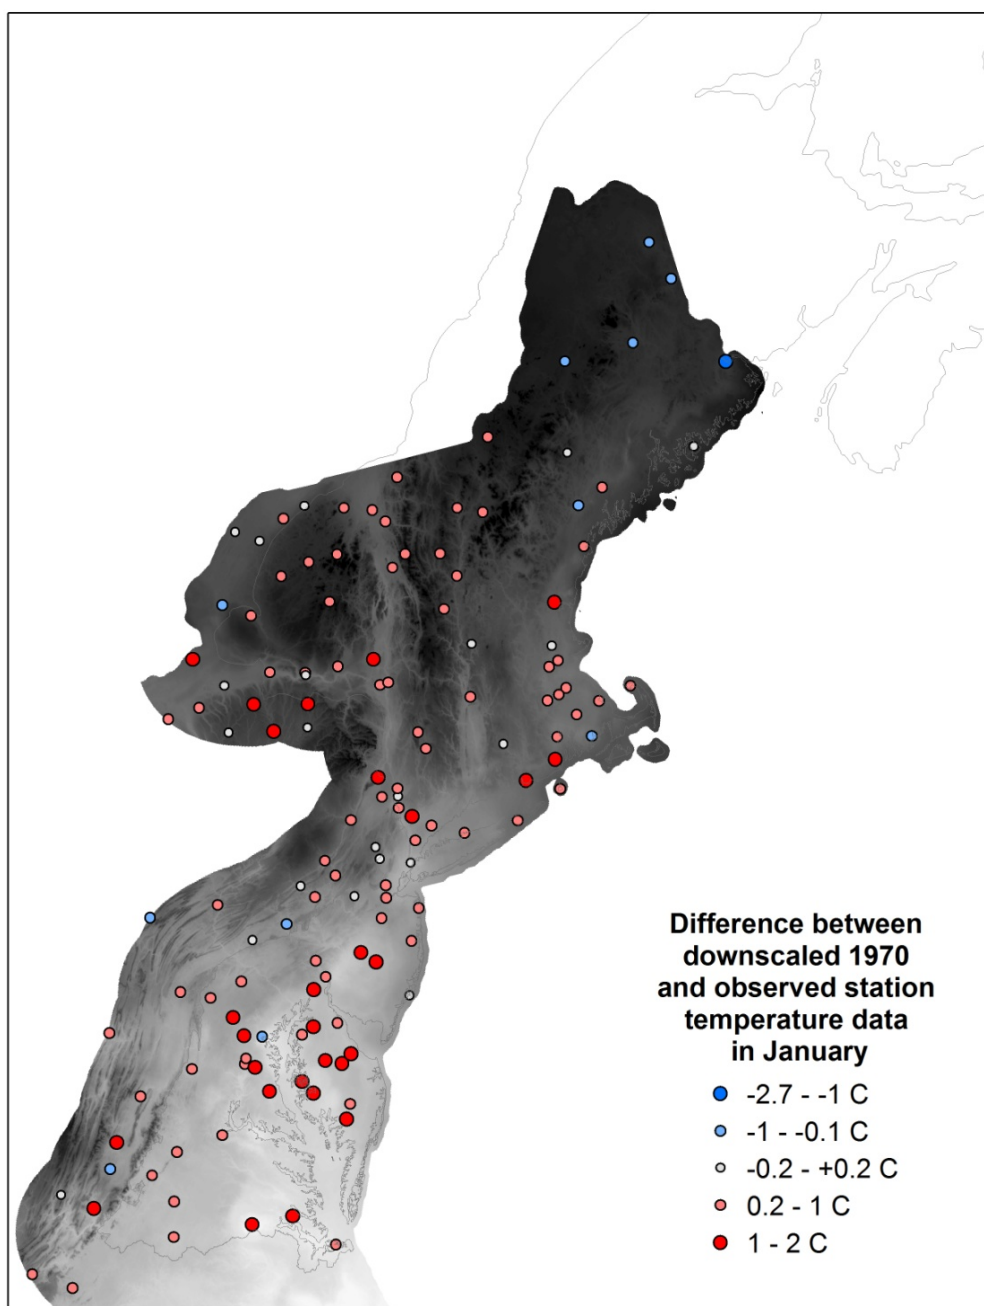 Difference between
downscaled 1970
and observed station
temperature data
in January
-2.7 - -1 C
-1 - -0.1 C
-0.2 - +0.2 C
0.2 - 1 C
1 - 2 C